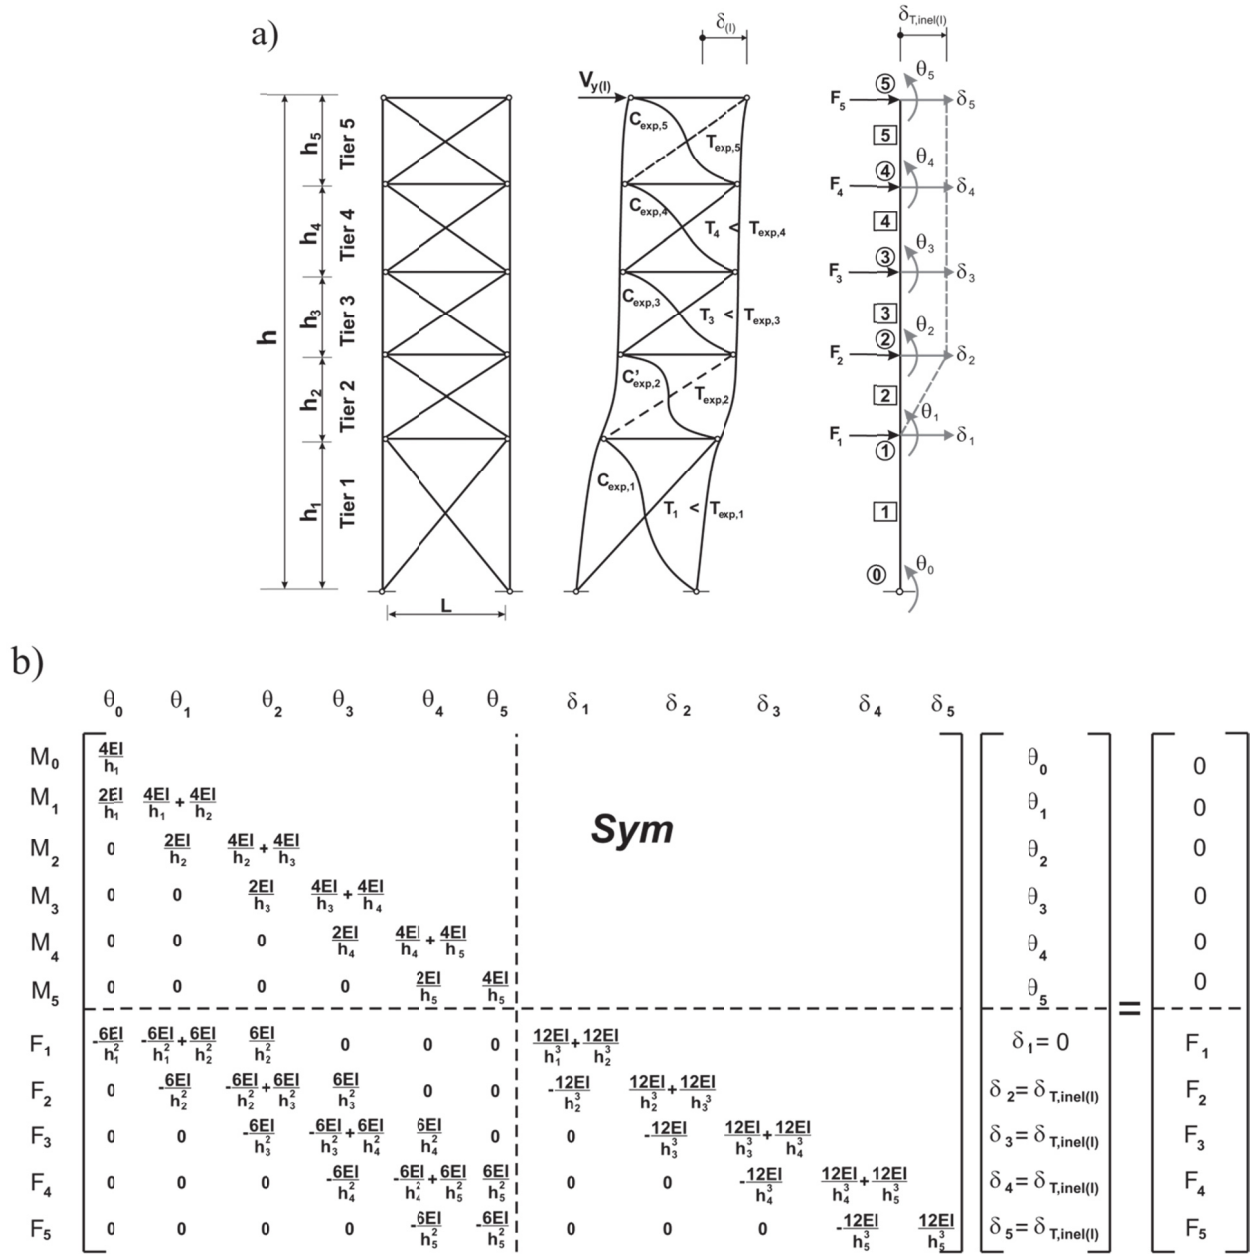 a)
δ(I)
δT,inel(I)
Vy(I)
h
h5 Tier 5
h4 Tier 4
h3 Tier 3
h2 Tier 2
h1 Tier 1
L
Cexp,5 Texp,5
Cexp,4 T4 < Texp,4
Cexp,3 T3 < Texp,3
C'exp,2 Texp,2
Cexp,1 T1 < Texp,1
F5 5 θ5 δ5
5
F4 4 θ4 δ4
4
F3 3 θ3 δ3
3
F2 2 θ2 δ2
2
F1 1 θ1 δ1
1
0 θ0
b)
θ0 θ1 θ2 θ3 θ4 θ5 δ1 δ2 δ3 δ4 δ5
M0 4EI/h1 θ0 0
M1 2EI/h1 4EI/h1 + 4EI/h2 θ1 0
Sym
M2 0 2EI/h2 4EI/h2 + 4EI/h3 θ2 0
M3 0 0 2EI/h3 4EI/h3 + 4EI/h4 θ3 0
M4 0 0 0 2EI/h4 4EI/h4 + 4EI/h5 θ4 0
M5 0 0 0 0 2EI/h5 4EI/h5 θ5 0
=
F1 -6EI/h1² -6EI/h1² + 6EI/h2² 6EI/h2² 0 0 0 12EI/h1³ + 12EI/h2³ δ1 = 0 F1
F2 0 -6EI/h2² -6EI/h2² + 6EI/h3² 6EI/h3² 0 0 -12EI/h2³ 12EI/h2³ + 12EI/h3³ δ2 = δT,inel(I) F2
F3 0 0 -6EI/h3² -6EI/h3² + 6EI/h4² 6EI/h4² 0 0 -12EI/h3³ 12EI/h3³ + 12EI/h4³ δ3 = δT,inel(I) F3
F4 0 0 0 -6EI/h4² -6EI/h4² + 6EI/h5² 6EI/h5² 0 0 -12EI/h4³ 12EI/h4³ + 12EI/h5³ δ4 = δT,inel(I) F4
F5 0 0 0 0 -6EI/h5² -6EI/h5² 0 0 0 -12EI/h5³ 12EI/h5³ δ5 = δT,inel(I) F5